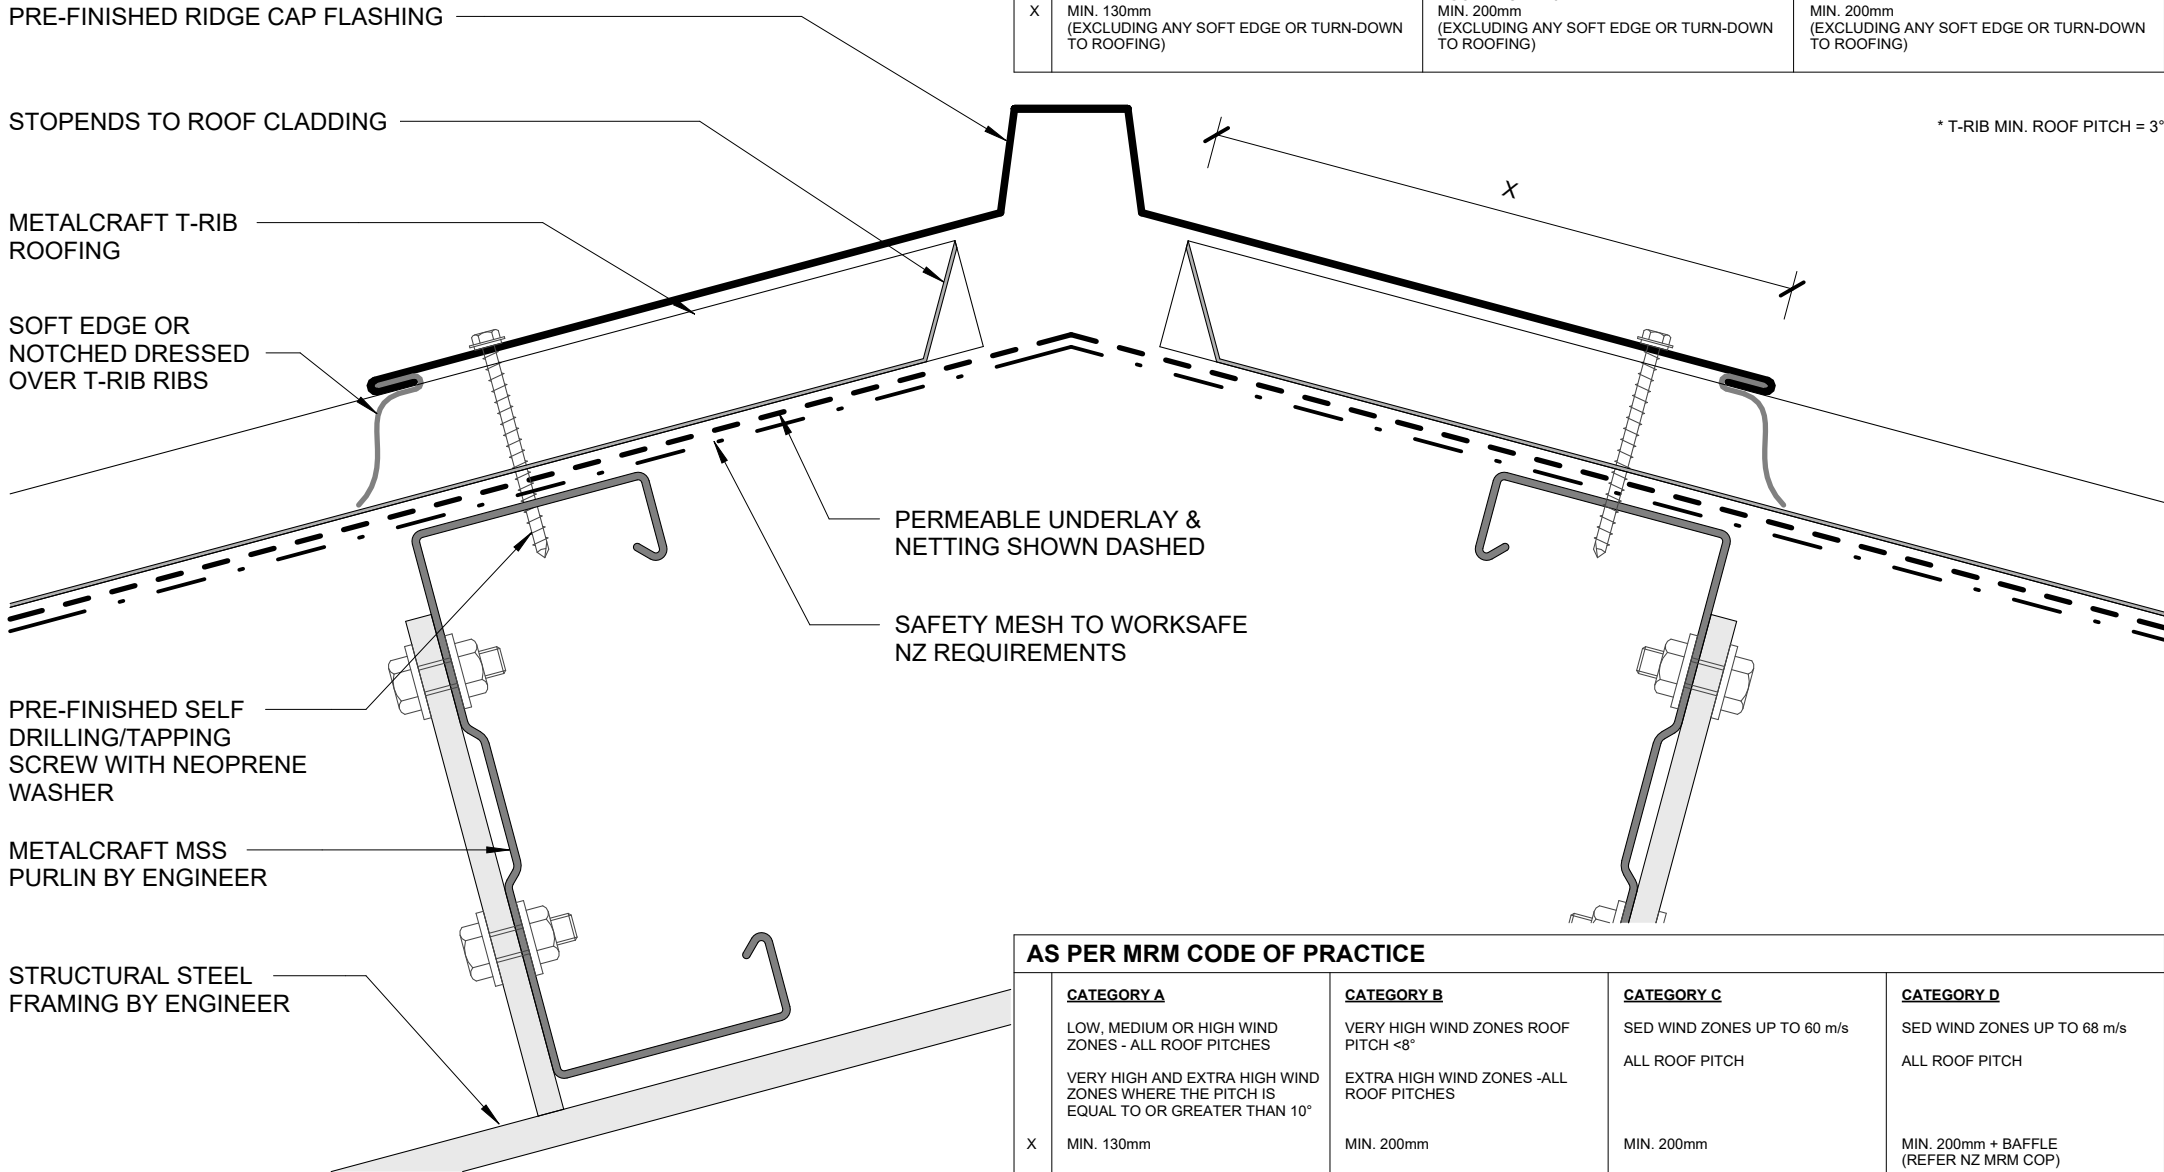 PRE-FINISHED RIDGE CAP FLASHING
X
MIN. 130mm
(EXCLUDING ANY SOFT EDGE OR TURN-DOWN
TO ROOFING)
MIN. 200mm
(EXCLUDING ANY SOFT EDGE OR TURN-DOWN
TO ROOFING)
MIN. 200mm
(EXCLUDING ANY SOFT EDGE OR TURN-DOWN
TO ROOFING)
STOPENDS TO ROOF CLADDING
* T-RIB MIN. ROOF PITCH = 3°
X
METALCRAFT T-RIB
ROOFING
SOFT EDGE OR
NOTCHED DRESSED
OVER T-RIB RIBS
PERMEABLE UNDERLAY &
NETTING SHOWN DASHED
SAFETY MESH TO WORKSAFE
NZ REQUIREMENTS
PRE-FINISHED SELF
DRILLING/TAPPING
SCREW WITH NEOPRENE
WASHER
METALCRAFT MSS
PURLIN BY ENGINEER
STRUCTURAL STEEL
FRAMING BY ENGINEER
AS PER MRM CODE OF PRACTICE
CATEGORY A
LOW, MEDIUM OR HIGH WIND
ZONES - ALL ROOF PITCHES
VERY HIGH AND EXTRA HIGH WIND
ZONES WHERE THE PITCH IS
EQUAL TO OR GREATER THAN 10°
CATEGORY B
VERY HIGH WIND ZONES ROOF
PITCH <8°
EXTRA HIGH WIND ZONES -ALL
ROOF PITCHES
CATEGORY C
SED WIND ZONES UP TO 60 m/s
ALL ROOF PITCH
CATEGORY D
SED WIND ZONES UP TO 68 m/s
ALL ROOF PITCH
X
MIN. 130mm
MIN. 200mm
MIN. 200mm
MIN. 200mm + BAFFLE
(REFER NZ MRM COP)